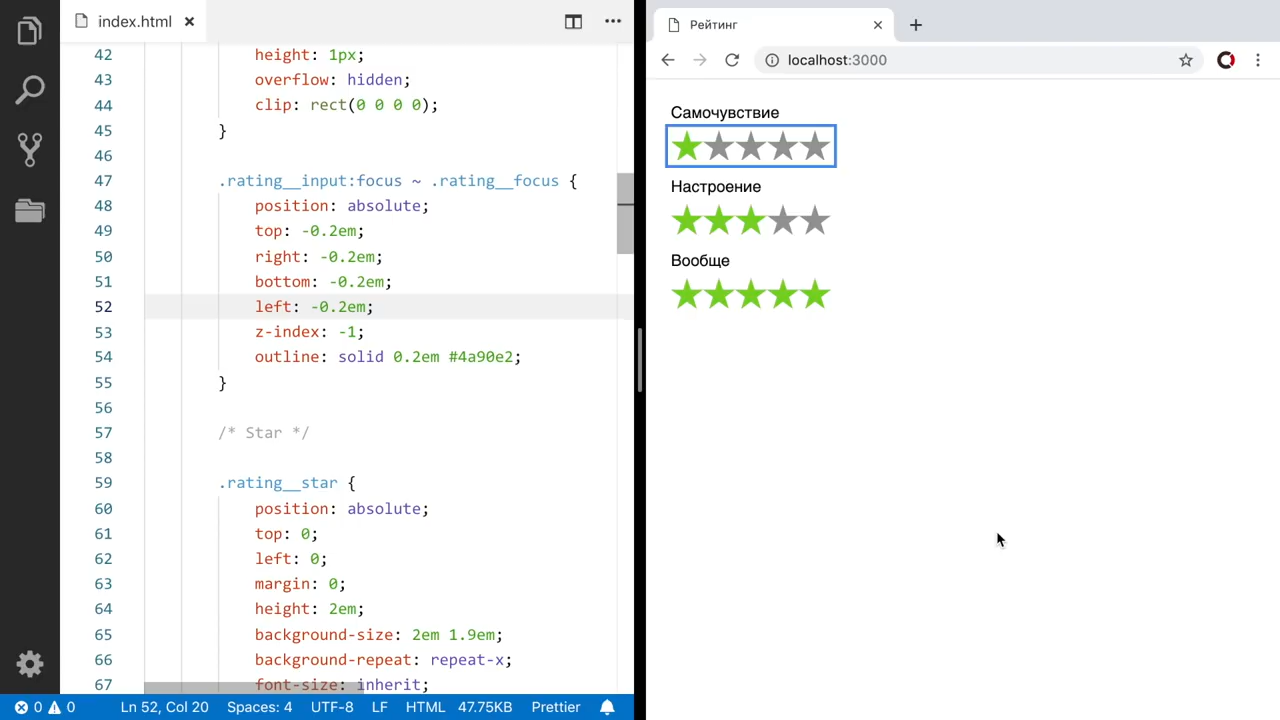 index.html
42 height: 1px;
43 overflow: hidden;
44 clip: rect(0 0 0 0);
45 }
46
47 .rating__input:focus ~ .rating__focus {
48 position: absolute;
49 top: -0.2em;
50 right: -0.2em;
51 bottom: -0.2em;
52 left: -0.2em;
53 z-index: -1;
54 outline: solid 0.2em #4a90e2;
55 }
56
57 /* Star */
58
59 .rating__star {
60 position: absolute;
61 top: 0;
62 left: 0;
63 margin: 0;
64 height: 2em;
65 background-size: 2em 1.9em;
66 background-repeat: repeat-x;
67 font-size: inherit;
0 0 Ln 52, Col 20 Spaces: 4 UTF-8 LF HTML 47.75KB Prettier
Рейтинг
localhost:3000
Самочувствие
Настроение
Вообще